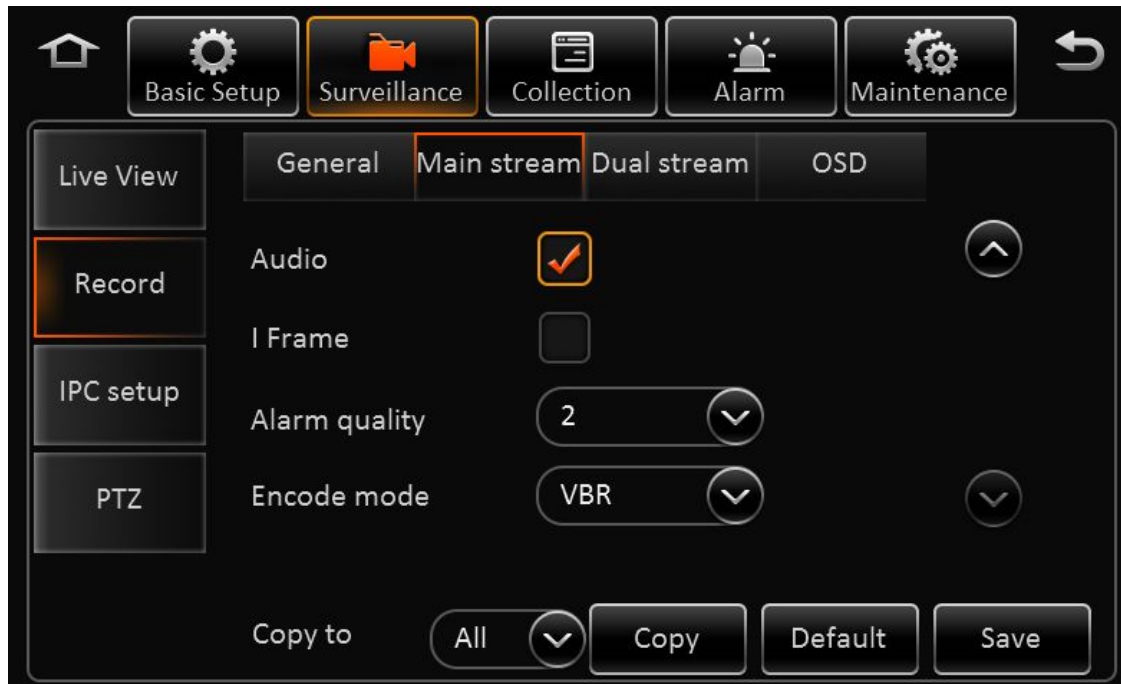 Basic Setup
Surveillance
Collection
Alarm
Maintenance
Live View
Record
IPC setup
PTZ
General
Main stream
Dual stream
OSD
Audio
I Frame
Alarm quality
2
Encode mode
VBR
Copy to
All
Copy
Default
Save